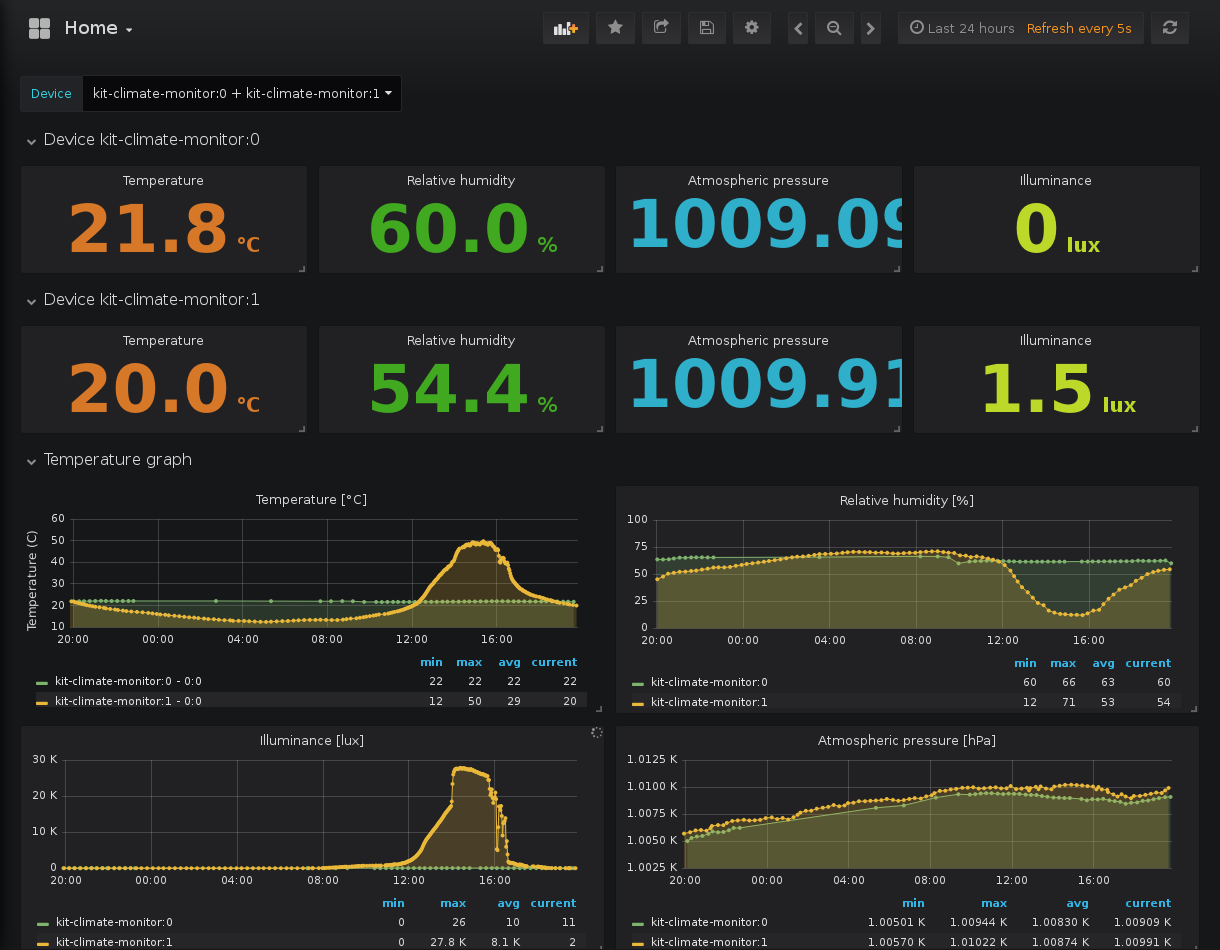 Home
Last 24 hours Refresh every 5s
Device kit-climate-monitor:0 + kit-climate-monitor:1
Device kit-climate-monitor:0
Temperature Relative humidity Atmospheric pressure Illuminance
21.8 °C 60.0 % 1009.09 0 lux
Device kit-climate-monitor:1
Temperature Relative humidity Atmospheric pressure Illuminance
20.0 °C 54.4 % 1009.91 1.5 lux
Temperature graph
Temperature [°C]
Temperature (C)
60
50
40
30
20
10
20:00 00:00 04:00 08:00 12:00 16:00
min max avg current
kit-climate-monitor:0 - 0:0 22 22 22 22
kit-climate-monitor:1 - 0:0 12 50 29 20
Relative humidity [%]
100
75
50
25
0
20:00 00:00 04:00 08:00 12:00 16:00
min max avg current
kit-climate-monitor:0 60 66 63 60
kit-climate-monitor:1 12 71 53 54
Illuminance [lux]
30 K
20 K
10 K
0
20:00 00:00 04:00 08:00 12:00 16:00
min max avg current
kit-climate-monitor:0 0 26 10 11
kit-climate-monitor:1 0 27.8 K 8.1 K 2
Atmospheric pressure [hPa]
1.0125 K
1.0100 K
1.0075 K
1.0050 K
1.0025 K
20:00 00:00 04:00 08:00 12:00 16:00
min max avg current
kit-climate-monitor:0 1.00501 K 1.00944 K 1.00830 K 1.00909 K
kit-climate-monitor:1 1.00570 K 1.01022 K 1.00874 K 1.00991 K